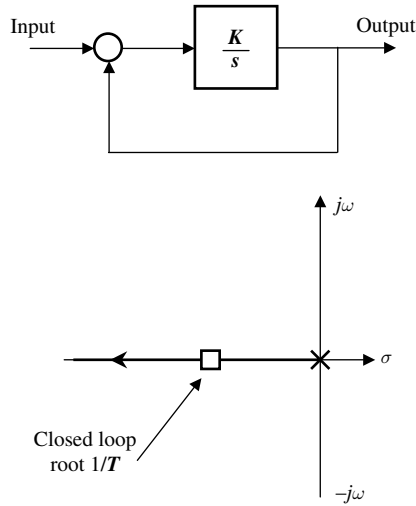 Input
Output
K
s
jω
σ
Closed loop
root 1/T
−jω